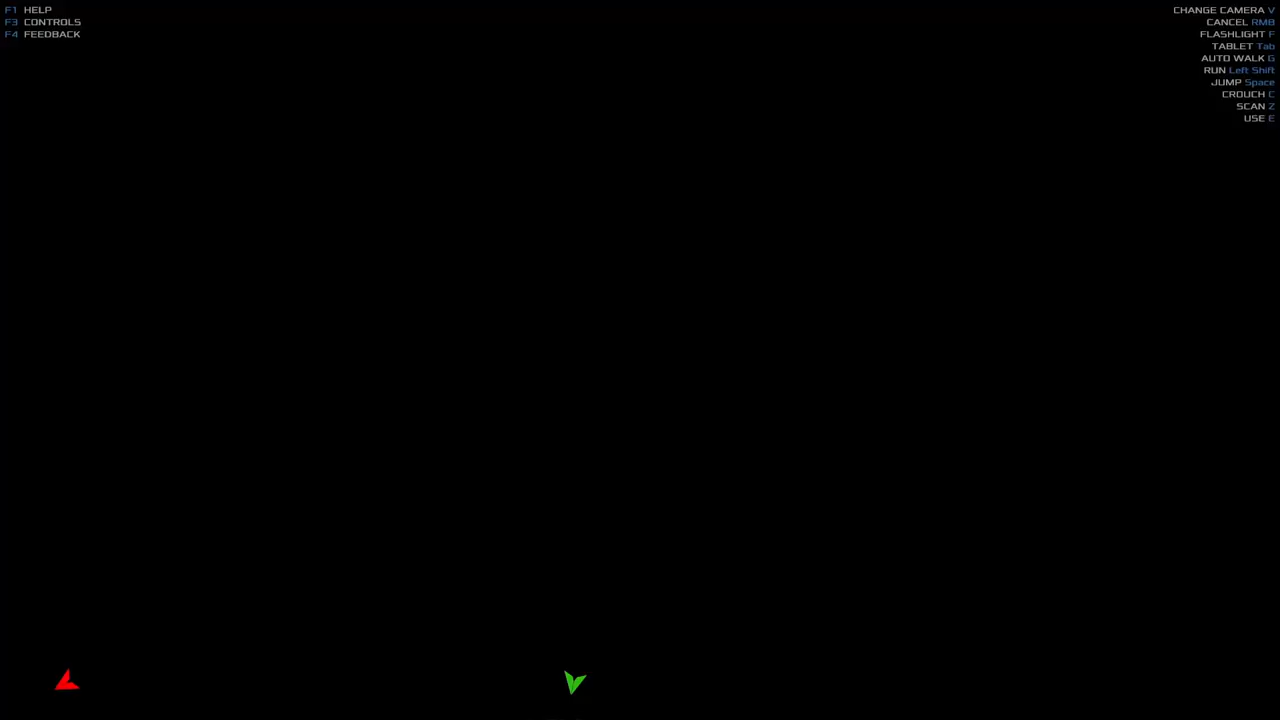 F1 HELP
F3 CONTROLS
F4 FEEDBACK
CHANGE CAMERA V
CANCEL RMB
FLASHLIGHT F
TABLET Tab
AUTO WALK G
RUN Left Shift
JUMP Space
CROUCH C
SCAN Z
USE E